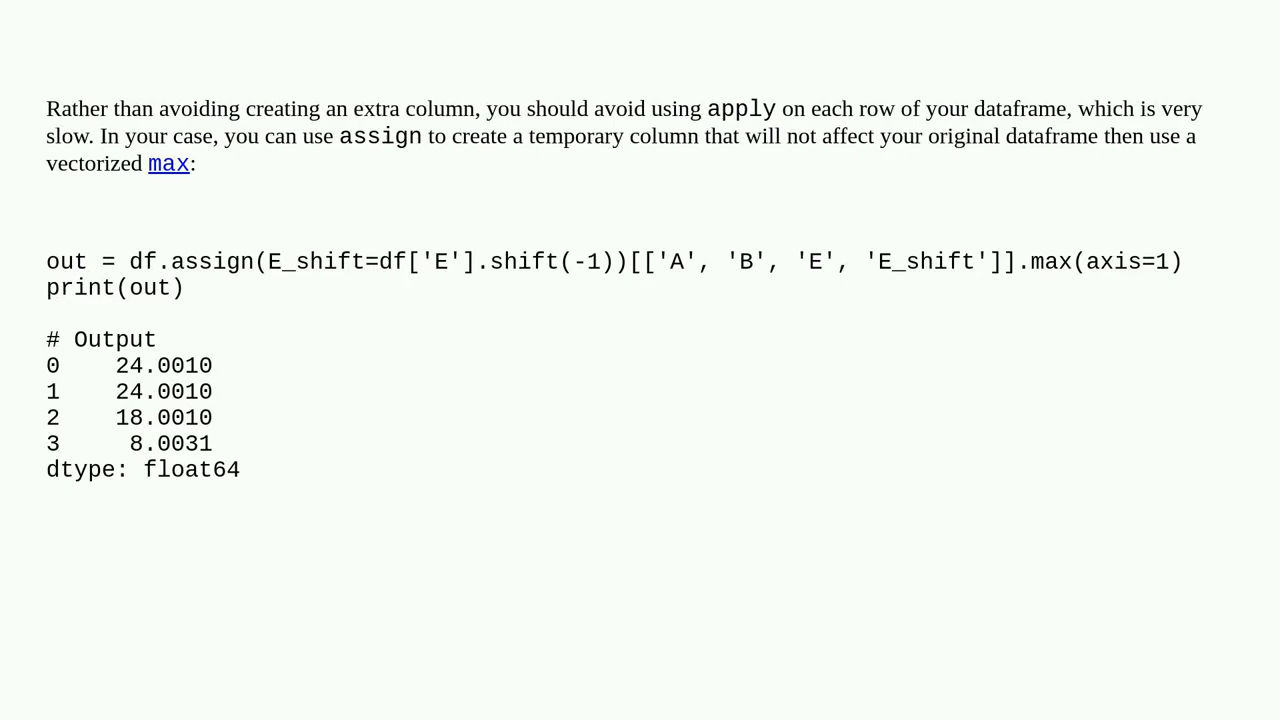 Rather than avoiding creating an extra column, you should avoid using apply on each row of your dataframe, which is very
slow. In your case, you can use assign to create a temporary column that will not affect your original dataframe then use a
vectorized max:
out = df.assign(E_shift=df['E'].shift(-1))[['A', 'B', 'E', 'E_shift']].max(axis=1)
print(out)
# Output
0    24.0010
1    24.0010
2    18.0010
3     8.0031
dtype: float64